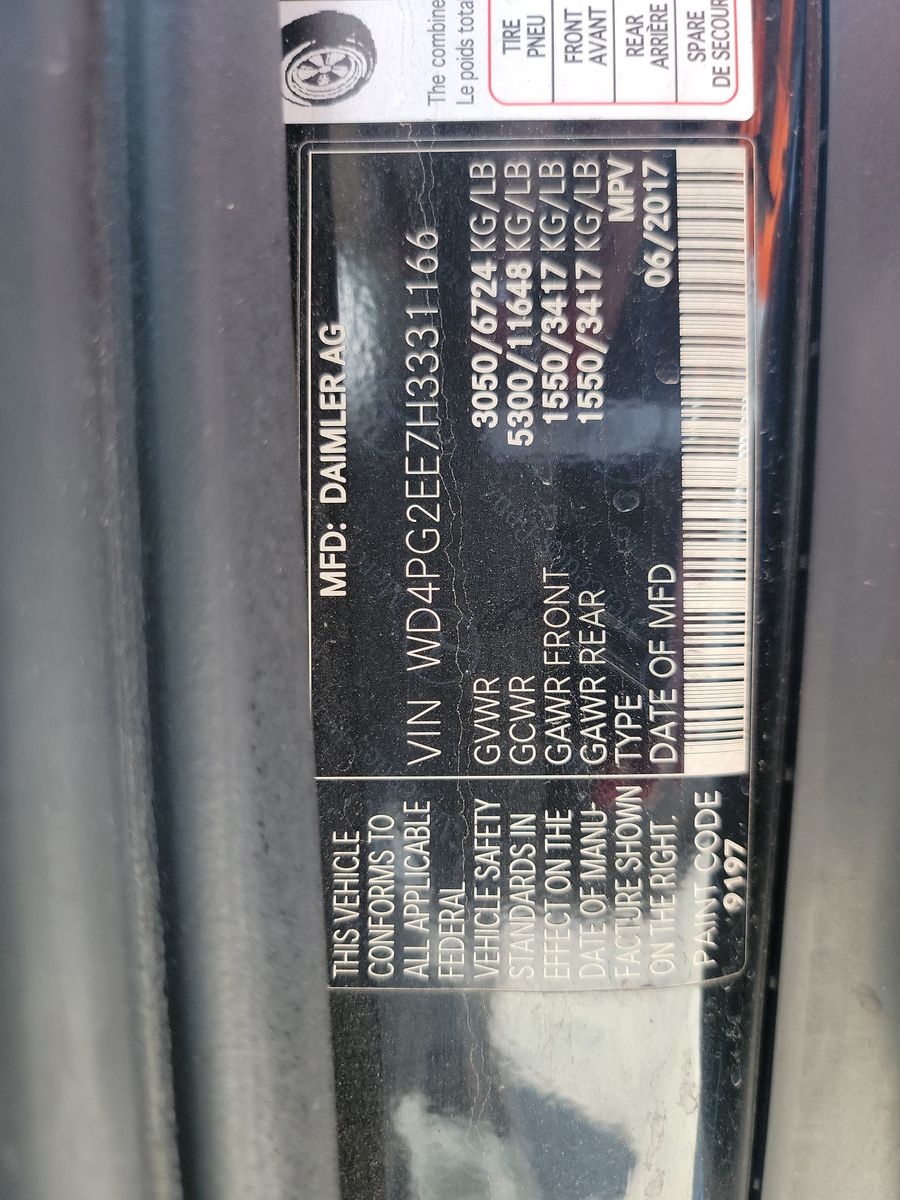 THIS VEHICLE
CONFORMS TO
ALL APPLICABLE
FEDERAL
VEHICLE SAFETY
STANDARDS IN
EFFECT ON THE
DATE OF MANU
FACTURE SHOWN
ON THE RIGHT.
PAINT CODE
9197
MFD: DAIMLER AG
VIN WD4PG2EE7H3331166
GVWR 3050/6724 KG/LB
GCWR 5300/11648 KG/LB
GAWR FRONT 1550/3417 KG/LB
GAWR REAR 1550/3417 KG/LB
TYPE MPV
DATE OF MFD 06/2017
The combine
Le poids tota
TIRE
PNEU
FRONT
AVANT
REAR
ARRIÈRE
SPARE
DE SECOUR